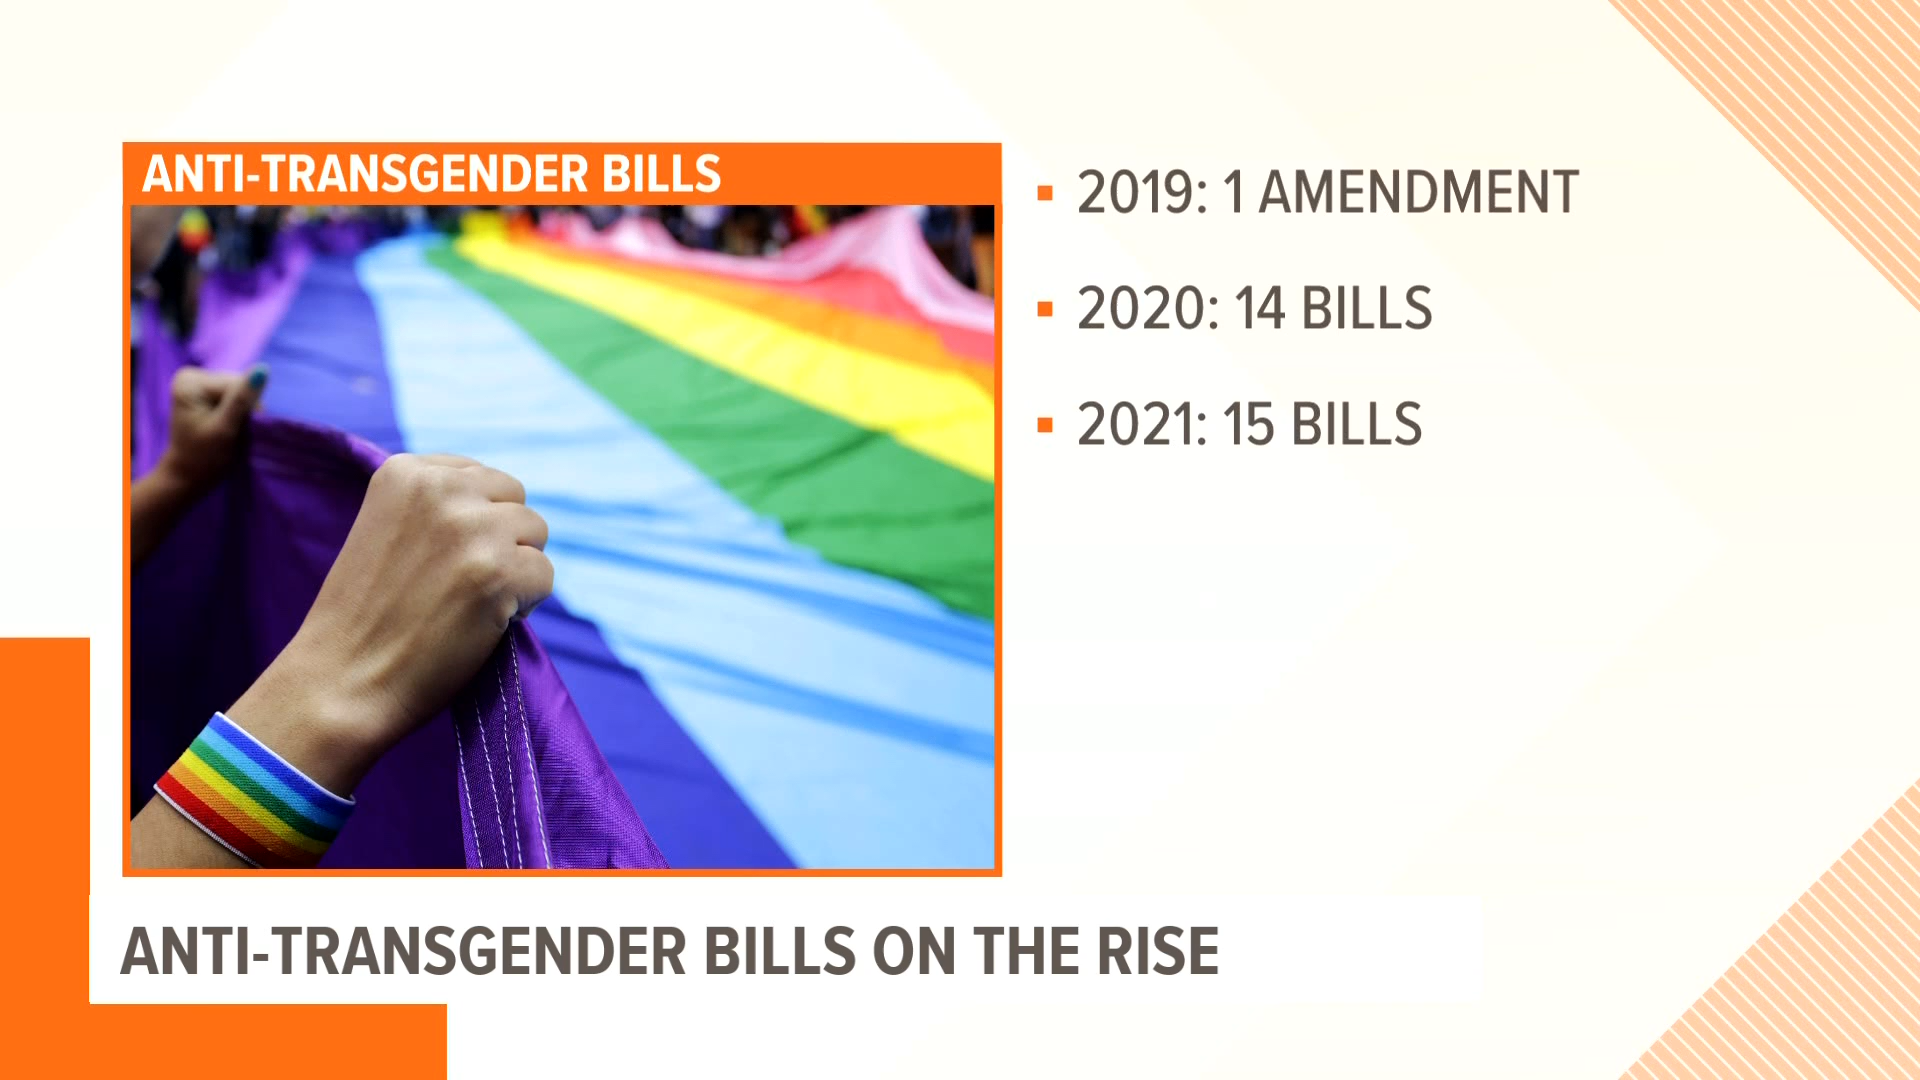 ANTI-TRANSGENDER BILLS
2019: 1 AMENDMENT
2020: 14 BILLS
2021: 15 BILLS
ANTI-TRANSGENDER BILLS ON THE RISE